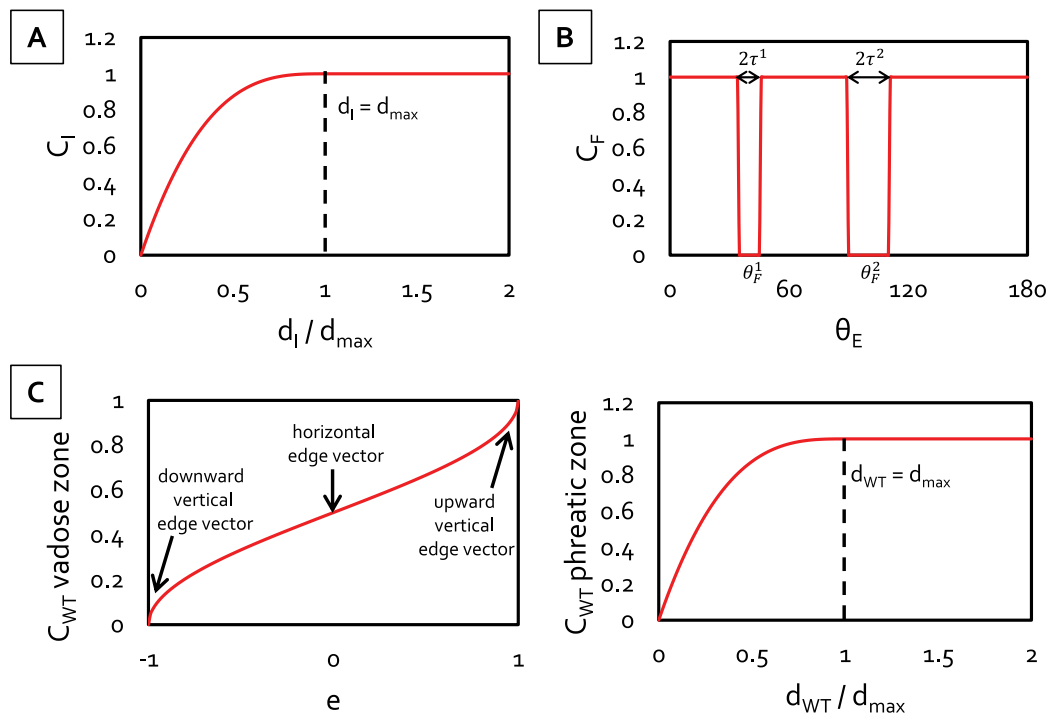 A
1.2
1
0.8
0.6
0.4
0.2
0
C_I
d_I = d_max
0 0.5 1 1.5 2
d_I / d_max
B
1.2
1
0.8
0.6
0.4
0.2
0
C_F
2τ¹ 2τ²
θ_F^1 θ_F^2
0 60 120 180
θ_E
C
1
0.8
0.6
0.4
0.2
0
C_WT vadose zone
downward
vertical
edge vector
horizontal
edge vector
upward
vertical
edge vector
-1 0 1
e
1.2
1
0.8
0.6
0.4
0.2
0
C_WT phreatic zone
d_WT = d_max
0 0.5 1 1.5 2
d_WT / d_max